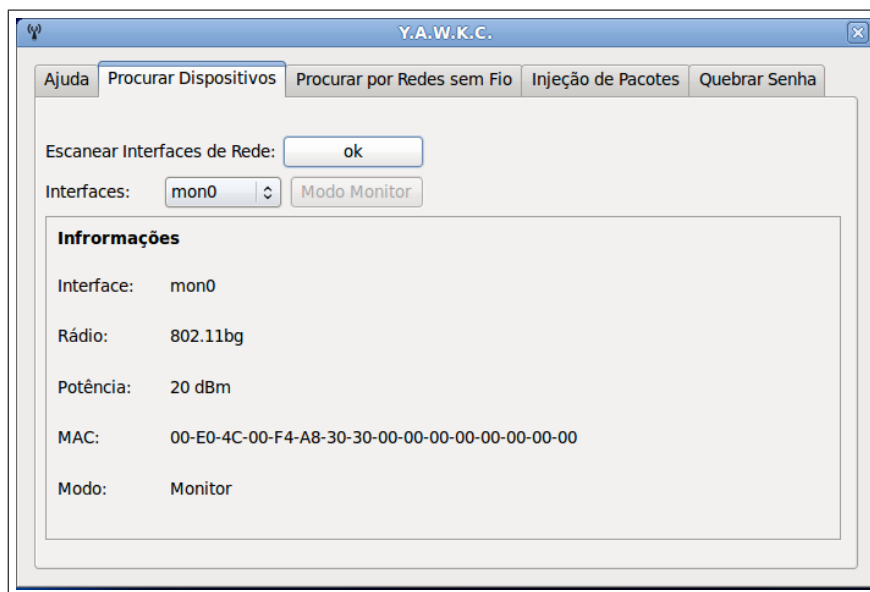 Y.A.W.K.C.
Ajuda Procurar Dispositivos Procurar por Redes sem Fio Injeção de Pacotes Quebrar Senha
Escanear Interfaces de Rede: ok
Interfaces: mon0 Modo Monitor
Infrormações
Interface: mon0
Rádio: 802.11bg
Potência: 20 dBm
MAC: 00-E0-4C-00-F4-A8-30-30-00-00-00-00-00-00-00-00
Modo: Monitor